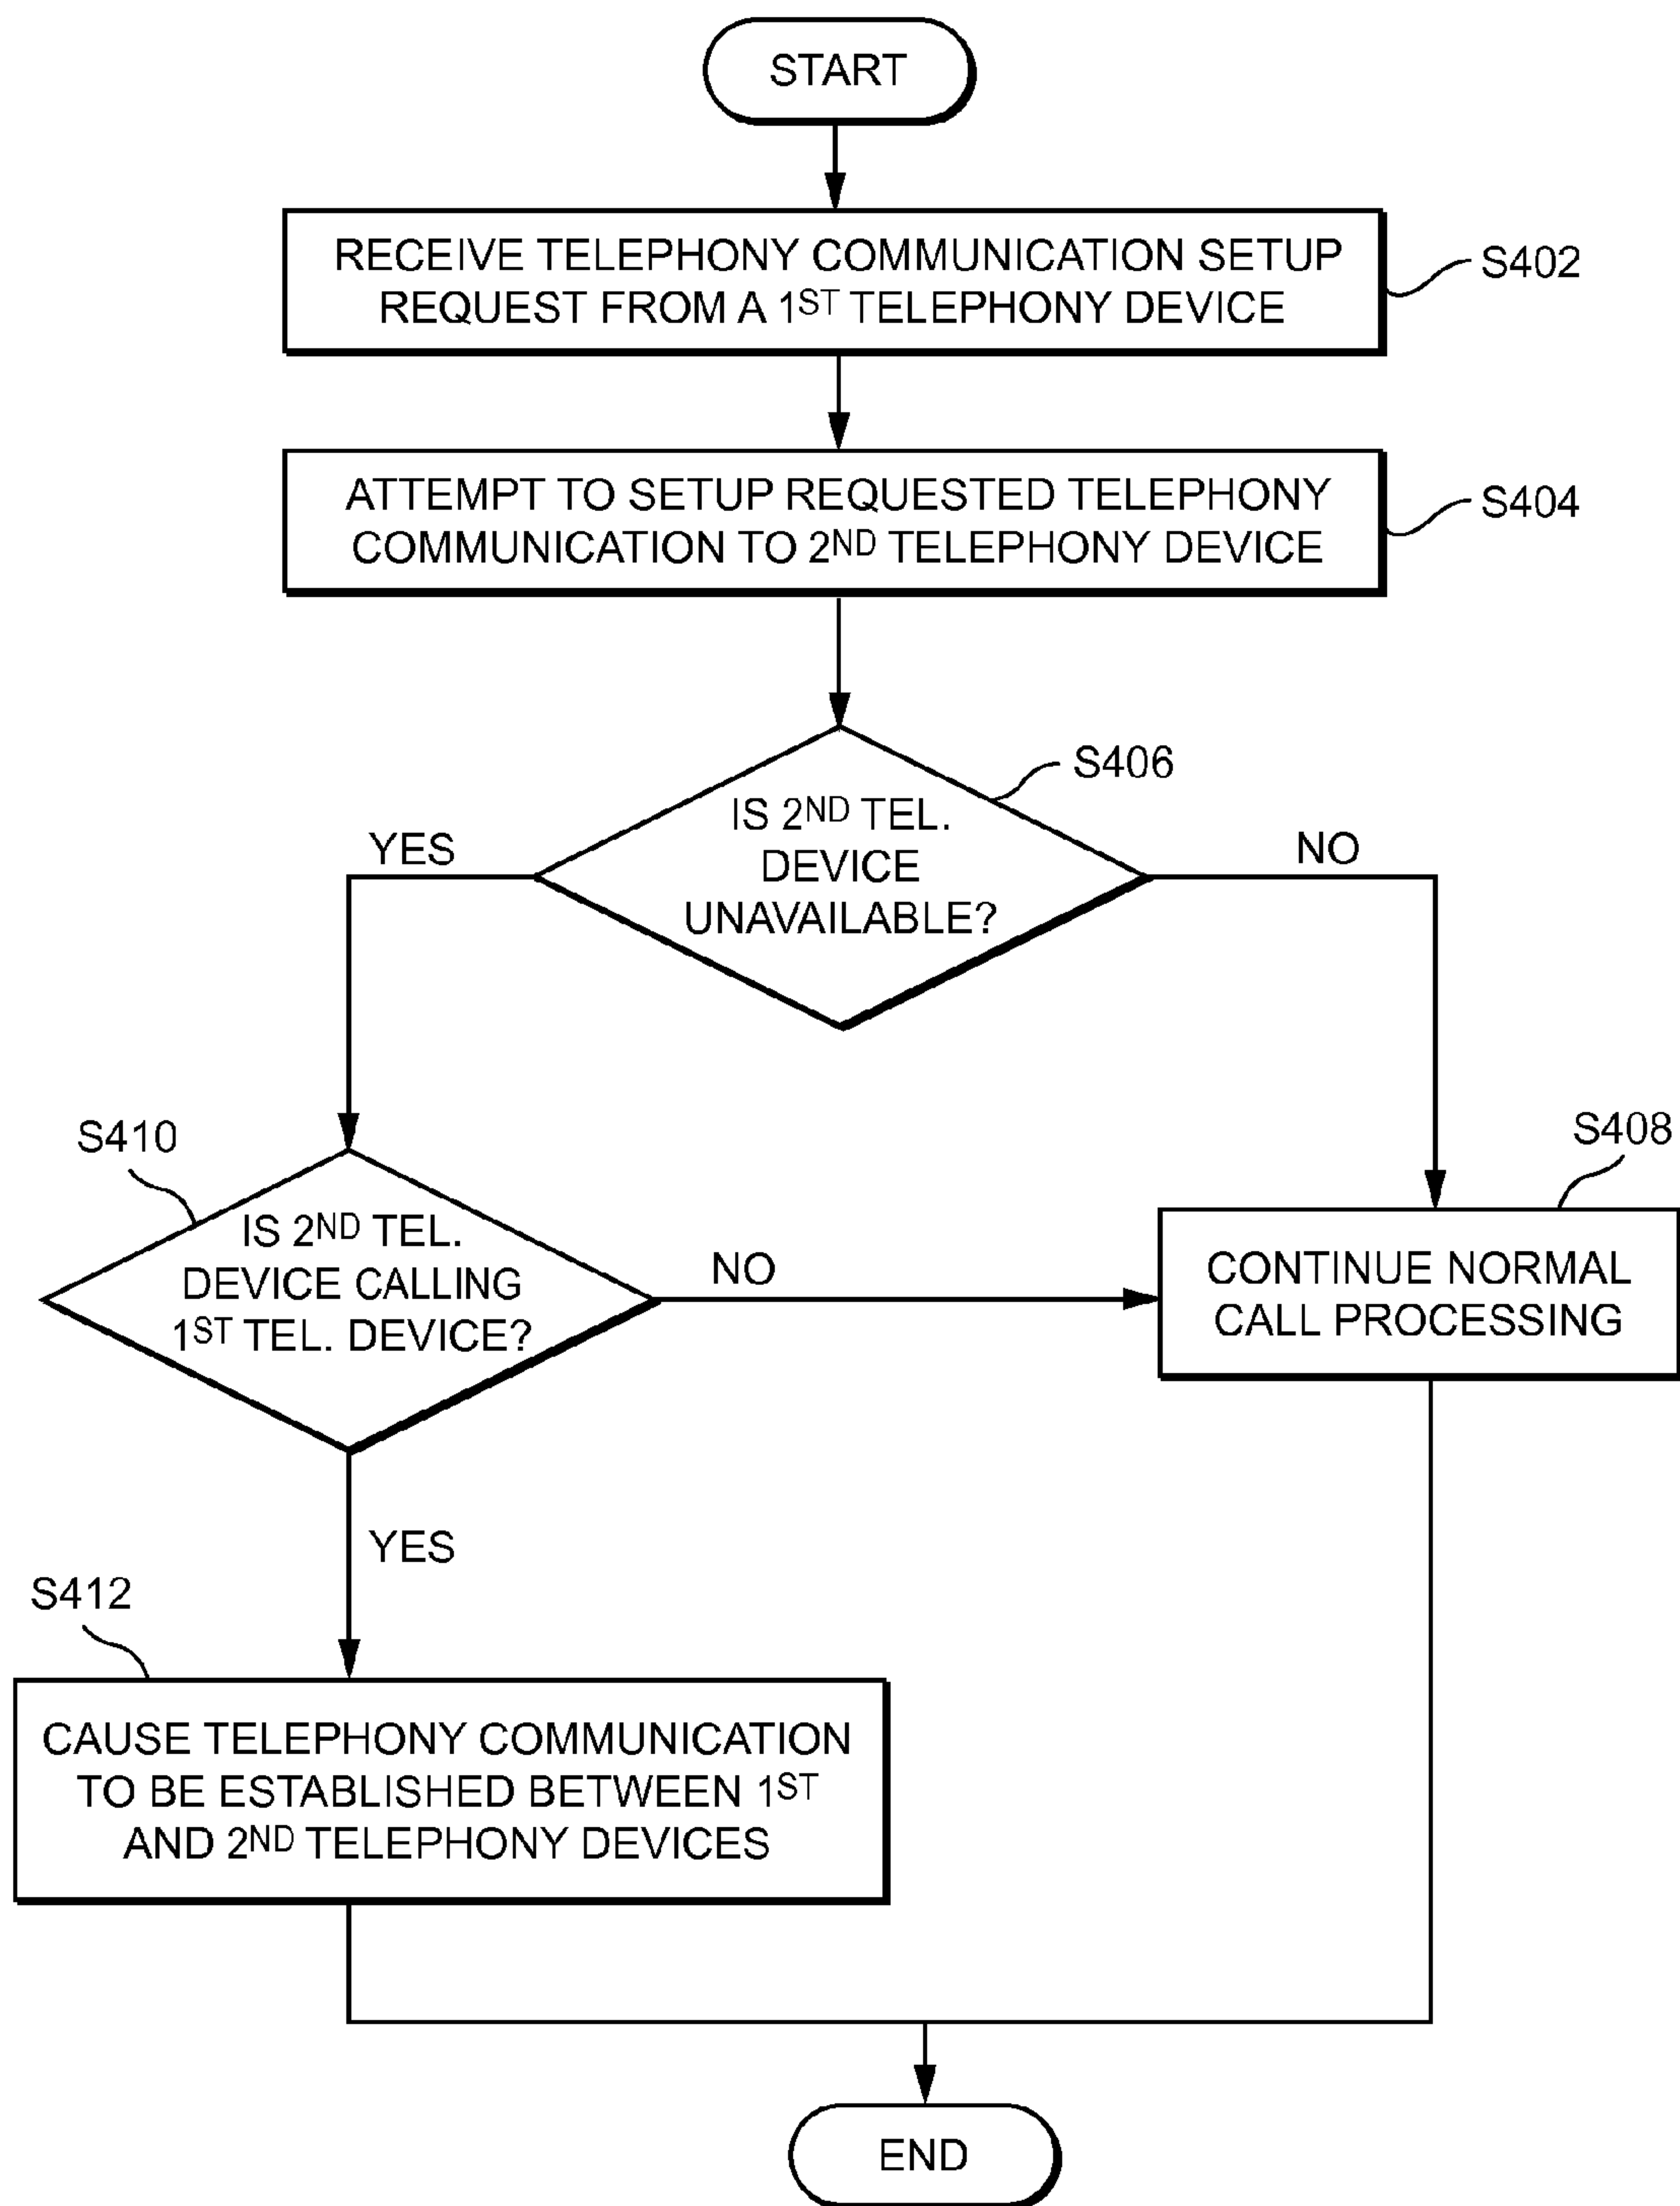 START
RECEIVE TELEPHONY COMMUNICATION SETUP
REQUEST FROM A 1ST TELEPHONY DEVICE
S402
ATTEMPT TO SETUP REQUESTED TELEPHONY
COMMUNICATION TO 2ND TELEPHONY DEVICE
S404
S406
IS 2ND TEL.
DEVICE
UNAVAILABLE?
YES
NO
S410
IS 2ND TEL.
DEVICE CALLING
1ST TEL. DEVICE?
NO
S408
CONTINUE NORMAL
CALL PROCESSING
YES
S412
CAUSE TELEPHONY COMMUNICATION
TO BE ESTABLISHED BETWEEN 1ST
AND 2ND TELEPHONY DEVICES
END